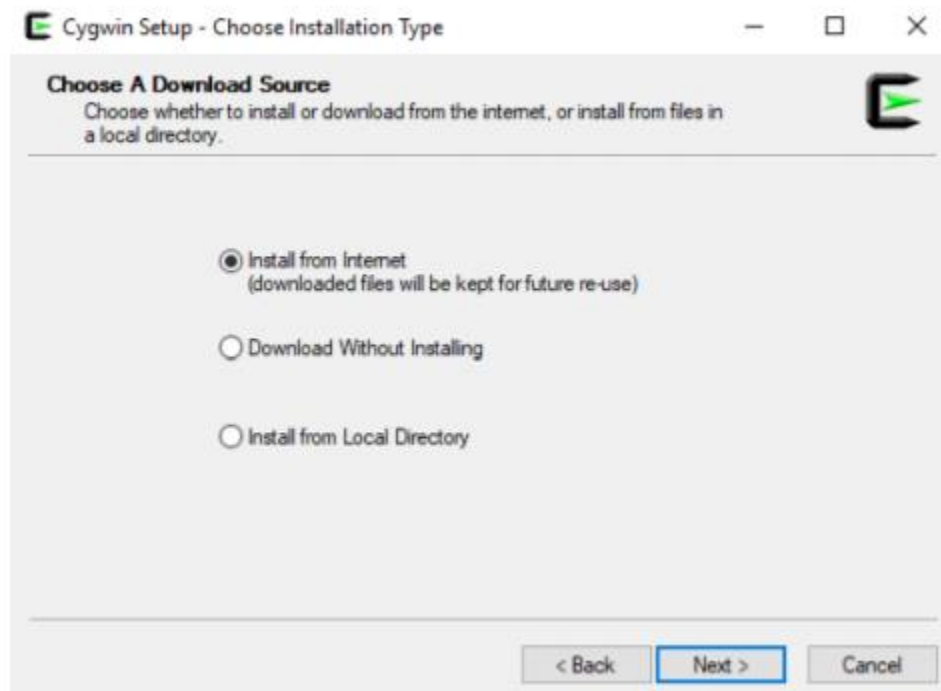 Cygwin Setup - Choose Installation Type
Choose A Download Source
Choose whether to install or download from the internet, or install from files in
a local directory.
Install from Internet
(downloaded files will be kept for future re-use)
Download Without Installing
Install from Local Directory
< Back Next > Cancel